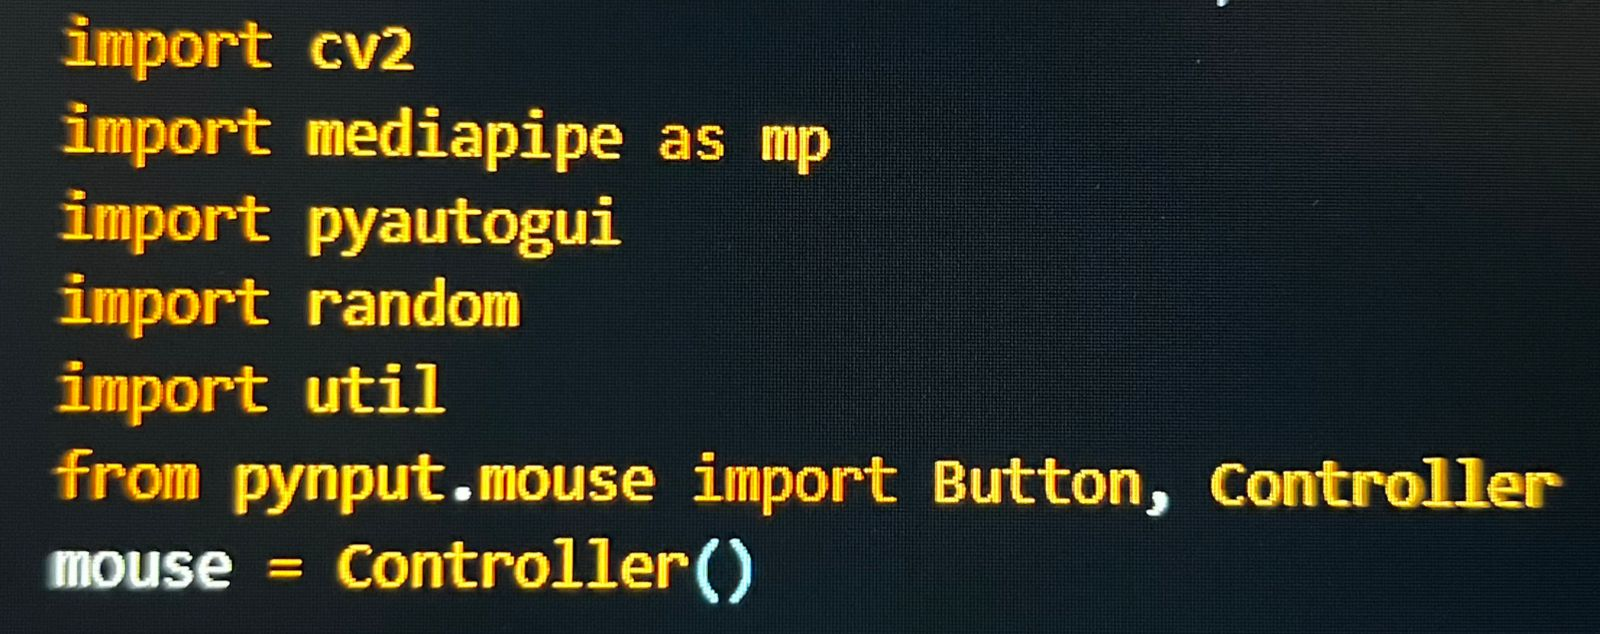 import cv2
import mediapipe as mp
import pyautogui
import random
import util
from pynput.mouse import Button, Controller
mouse = Controller()